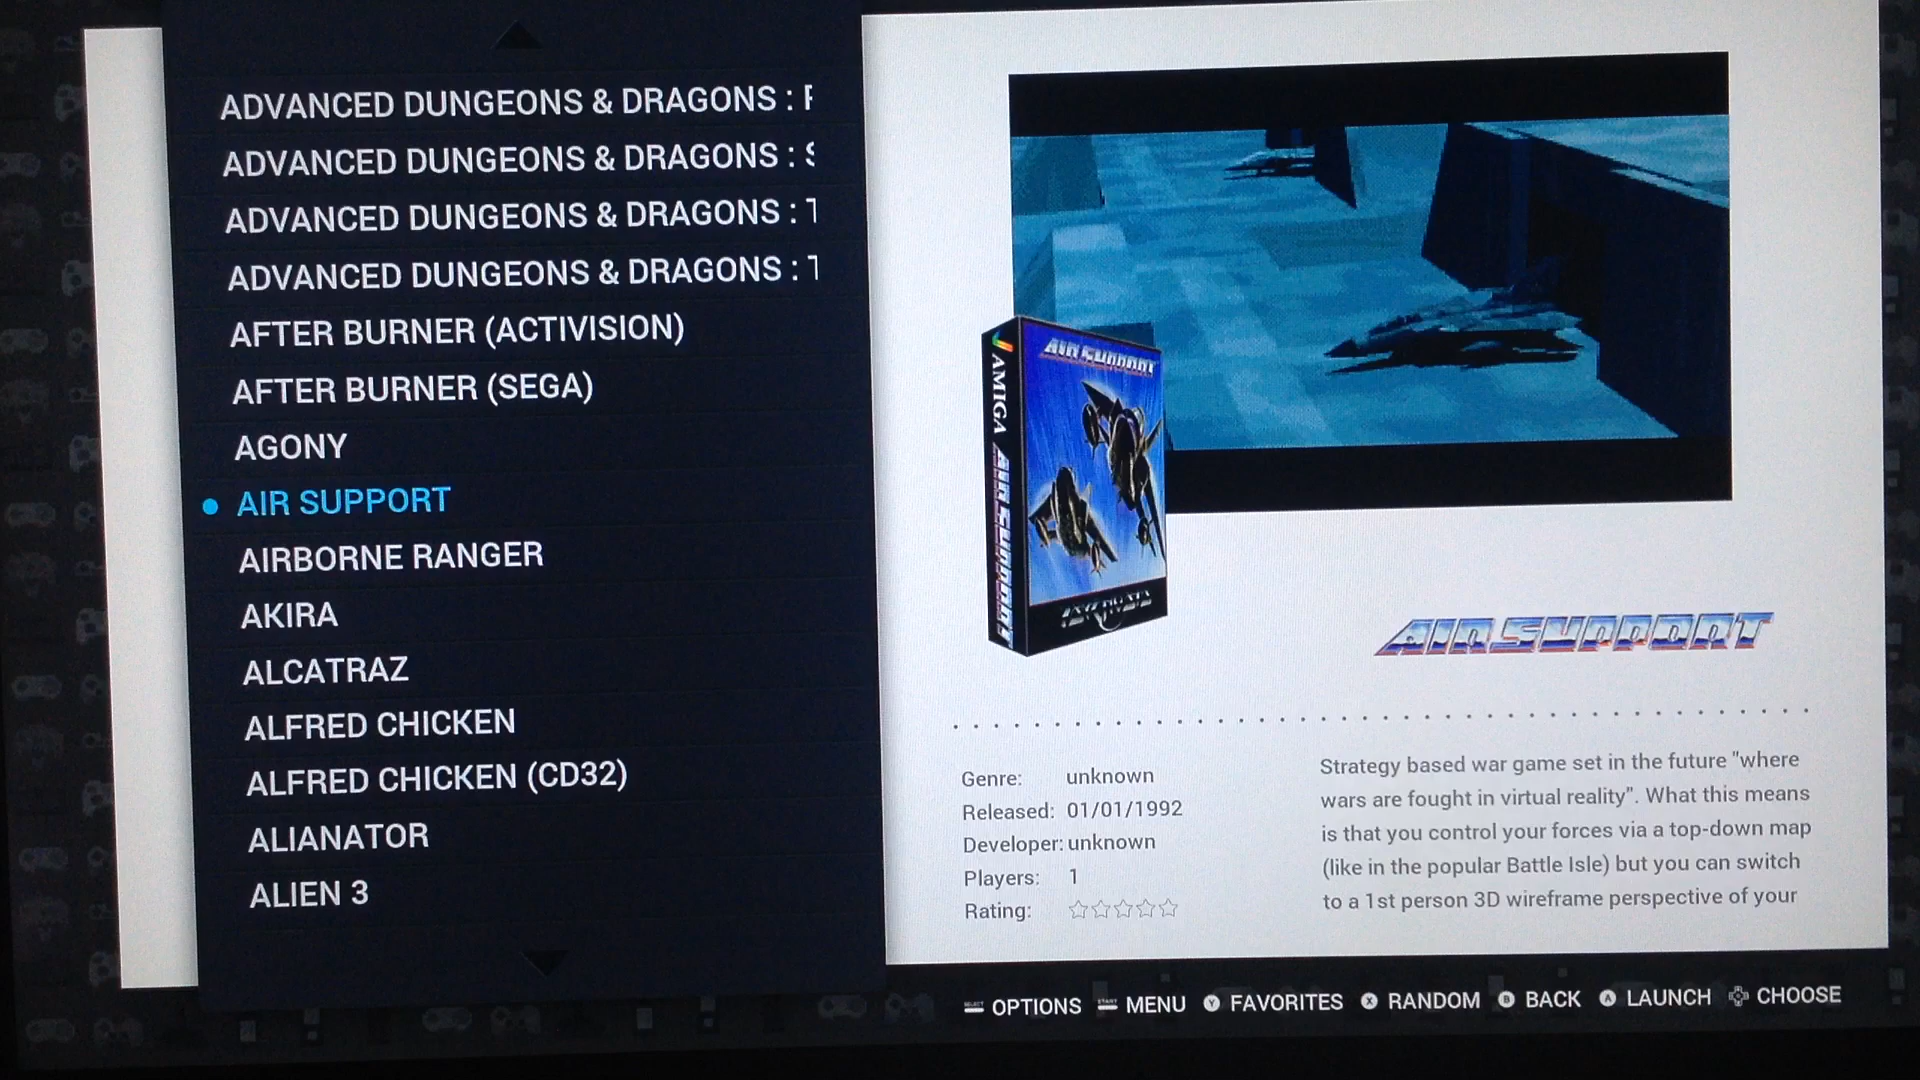 ADVANCED DUNGEONS & DRAGONS :
ADVANCED DUNGEONS & DRAGONS : S
ADVANCED DUNGEONS & DRAGONS : T
ADVANCED DUNGEONS & DRAGONS : T
AFTER BURNER (ACTIVISION)
AFTER BURNER (SEGA)
AGONY
AIR SUPPORT
AIRBORNE RANGER
AKIRA
ALCATRAZ
ALFRED CHICKEN
ALFRED CHICKEN (CD32)
ALIANATOR
ALIEN 3
AIR SUPPORT
AMIGA AIR SUPPORT
PSYGNOSIS
AIR SUPPORT
Genre: unknown
Released: 01/01/1992
Developer: unknown
Players: 1
Rating:
Strategy based war game set in the future "where
wars are fought in virtual reality". What this means
is that you control your forces via a top-down map
(like in the popular Battle Isle) but you can switch
to a 1st person 3D wireframe perspective of your
SELECT OPTIONS START MENU Y FAVORITES X RANDOM B BACK A LAUNCH CHOOSE